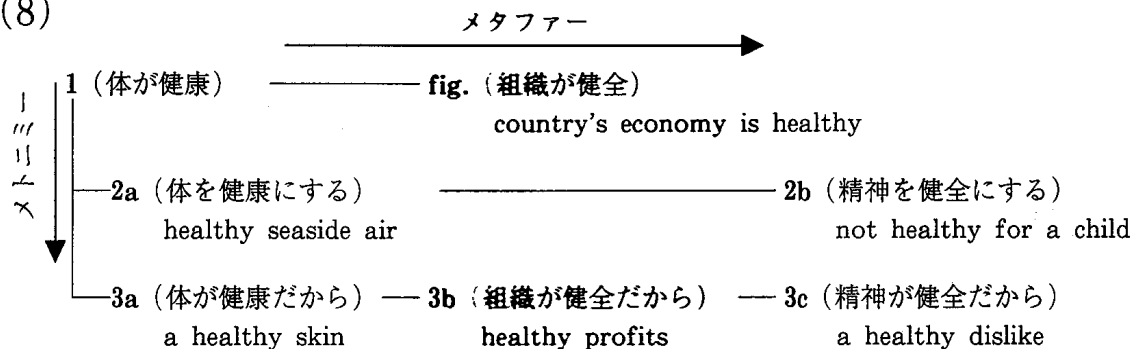 (8)
メタファー
メトニミー
1 (体が健康) fig. (組織が健全)
country's economy is healthy
2a (体を健康にする) 2b (精神を健全にする)
healthy seaside air not healthy for a child
3a (体が健康だから) 3b (組織が健全だから) 3c (精神が健全だから)
a healthy skin healthy profits a healthy dislike